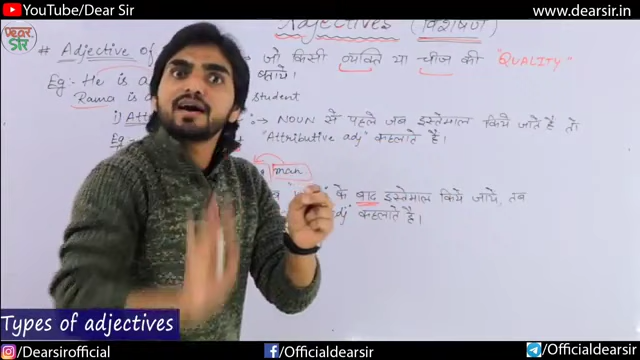 YouTube/Dear Sir
www.dearsir.in
DEAR SIR
Adjectives (विशेषण)
# Adjective of
:→ जो किसी व्यक्ति या चीज की "QUALITY"
बताये।
Eg:- He is a
Rama is a student
i) :→ NOUN से पहले जब इस्तेमाल किये जाते है तो
Eg:- "Attributive adj" कहलाते है।
man
के बाद इस्तेमाल किये जाये, तब
कहलाते है।
Types of adjectives
/Dearsirofficial
/Officialdearsir
/Officialdearsir